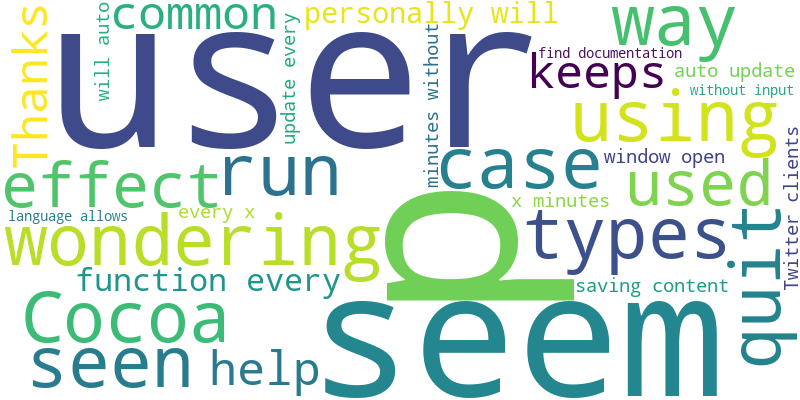 will auto
common
personally will
way
Thanks
user
update every
minutes without
find documentation
keeps
auto update
without input
using
effect
run
case
window open
used
Twitter clients
language allows
every x
p
x minutes
wondering
types
quit
function every
saving content
Cocoa
seem
seen
help